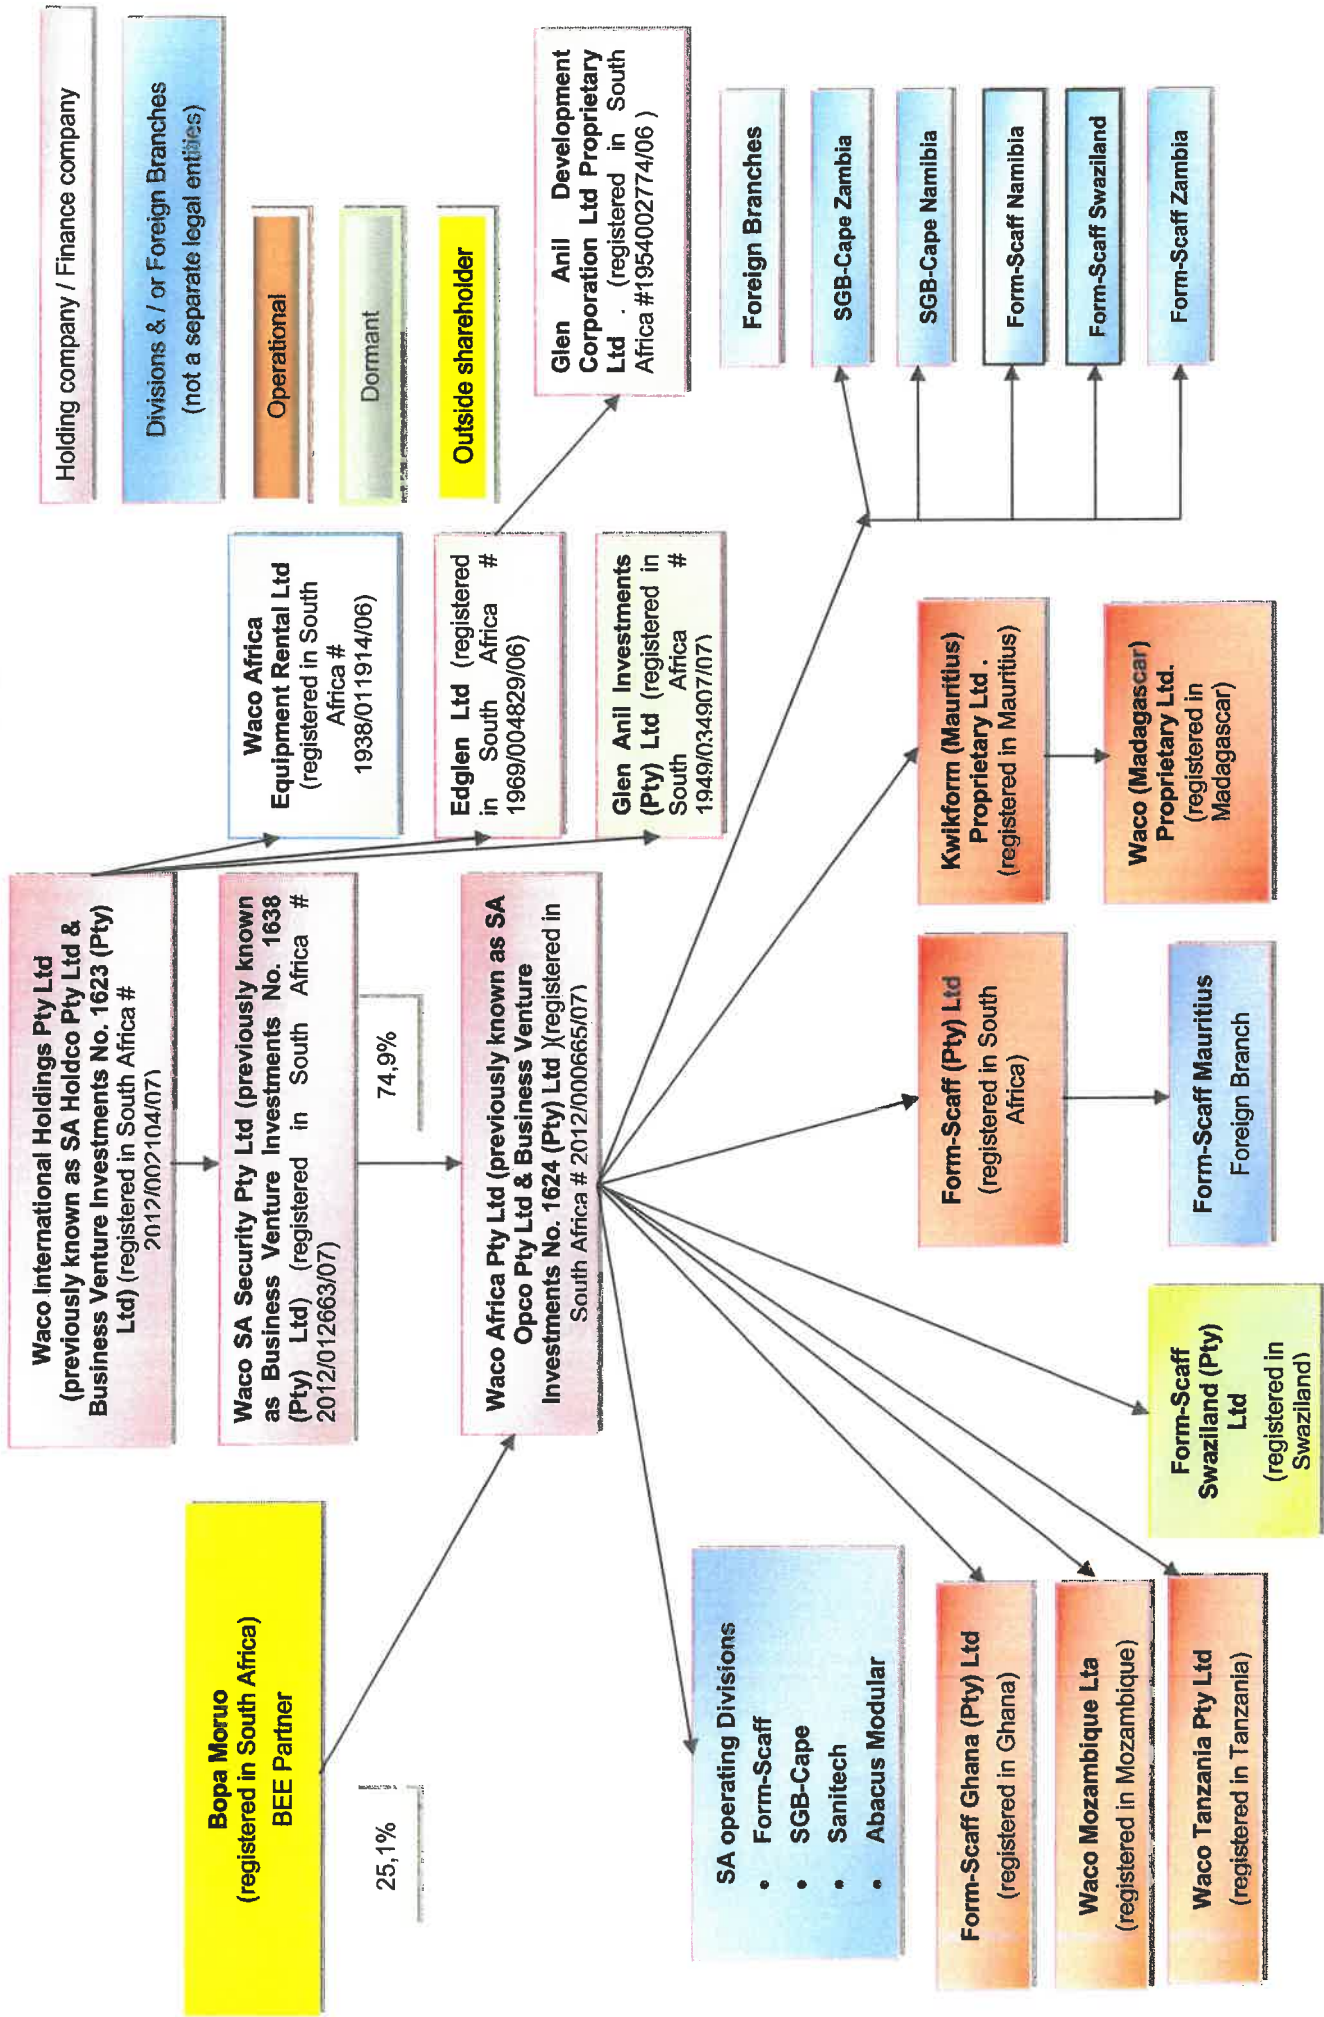 Waco International Holdings Pty Ltd
(previously known as SA Holdco Pty Ltd &
Business Venture Investments No. 1623 (Pty)
Ltd) (registered in South Africa #
2012/002104/07)
Waco SA Security Pty Ltd (previously known
as Business Venture Investments No. 1638
(Pty) Ltd) (registered in South Africa #
2012/012663/07)
74,9%
Bopa Moruo
(registered in South Africa)
BEE Partner
25,1%
Waco Africa Pty Ltd (previously known as SA
Opco Pty Ltd & Business Venture
Investments No. 1624 (Pty) Ltd )(registered in
South Africa # 2012/00665/07)
Waco Africa
Equipment Rental Ltd
(registered in South
Africa #
1938/011914/06)
Edglen Ltd (registered
in South Africa #
1969/004829/06)
Glen Anil Investments
(Pty) Ltd (registered in
South Africa #
1949/034907/07)
Holding company / Finance company
Divisions & / or Foreign Branches
(not a separate legal entities)
Operational
Dormant
Outside shareholder
Glen Anil Development
Corporation Ltd Proprietary
Ltd . (registered in South
Africa #1954002774/06 )
SA operating Divisions
• Form-Scaff
• SGB-Cape
• Sanitech
• Abacus Modular
Form-Scaff Ghana (Pty) Ltd
(registered in Ghana)
Waco Mozambique Lta
(registered in Mozambique)
Waco Tanzania Pty Ltd
(registered in Tanzania)
Form-Scaff
Swaziland (Pty)
Ltd
(registered in
Swaziland)
Form-Scaff (Pty) Ltd
(registered in South
Africa)
Form-Scaff Mauritius
Foreign Branch
Kwikform (Mauritius)
Proprietary Ltd .
(registered in Mauritius)
Waco (Madagascar)
Proprietary Ltd.
(registered in
Madagascar)
Foreign Branches
SGB-Cape Zambia
SGB-Cape Namibia
Form-Scaff Namibia
Form-Scaff Swaziland
Form-Scaff Zambia